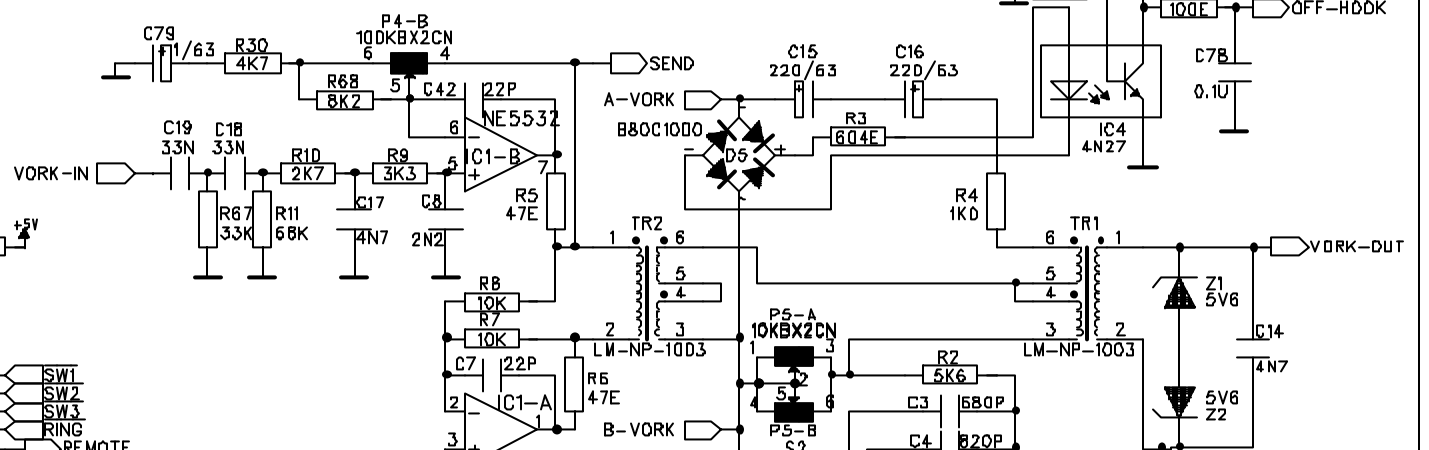 C79
1/63
R30
4K7
P4-B
10DKBX2CN
6
4
5
R68
8K2
C42
22P
NE5532
6
IC1-B
5
7
SEND
VORK-IN
C19
33N
C18
33N
R10
2K7
R9
3K3
R67
33K
R11
68K
C17
4N7
C8
2N2
R5
47E
+5V
A-VORK
C15
220/63
C16
220/63
B80C1000
D5
R3
604E
R4
1K0
IC4
4N27
100E
OFF-HOOK
C7B
0.1U
TR2
1
6
5
4
2
3
LM-NP-1003
TR1
6
1
5
4
3
2
LM-NP-1003
VORK-OUT
Z1
5V6
C14
4N7
5V6
Z2
R8
10K
R7
10K
C7
22P
IC1-A
2
1
3
R6
47E
P5-A
10KBX2CN
1
3
2
5
4
6
P5-B
S2
B-VORK
R2
5K6
C3
680P
C4
820P
SW1
SW2
SW3
RING
REMOTE